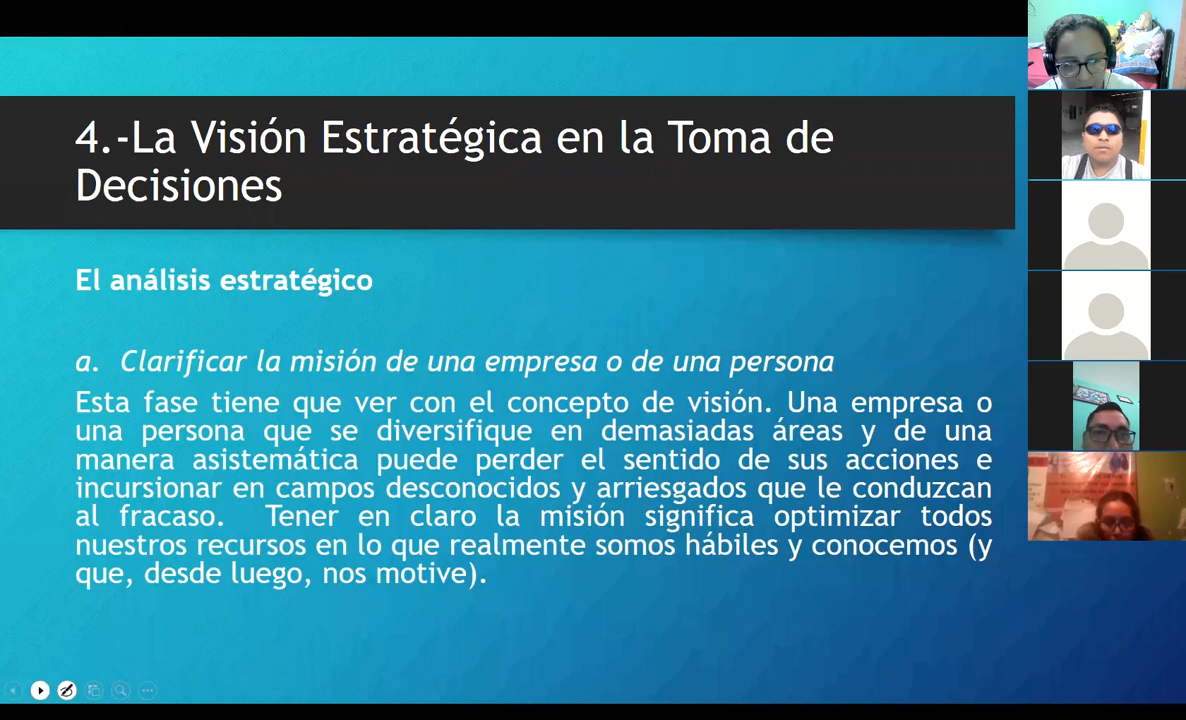 4.-La Visión Estratégica en la Toma de
Decisiones
El análisis estratégico
a. Clarificar la misión de una empresa o de una persona
Esta fase tiene que ver con el concepto de visión. Una empresa o
una persona que se diversifique en demasiadas áreas y de una
manera asistemática puede perder el sentido de sus acciones e
incursionar en campos desconocidos y arriesgados que le conduzcan
al fracaso. Tener en claro la misión significa optimizar todos
nuestros recursos en lo que realmente somos hábiles y conocemos (y
que, desde luego, nos motive).